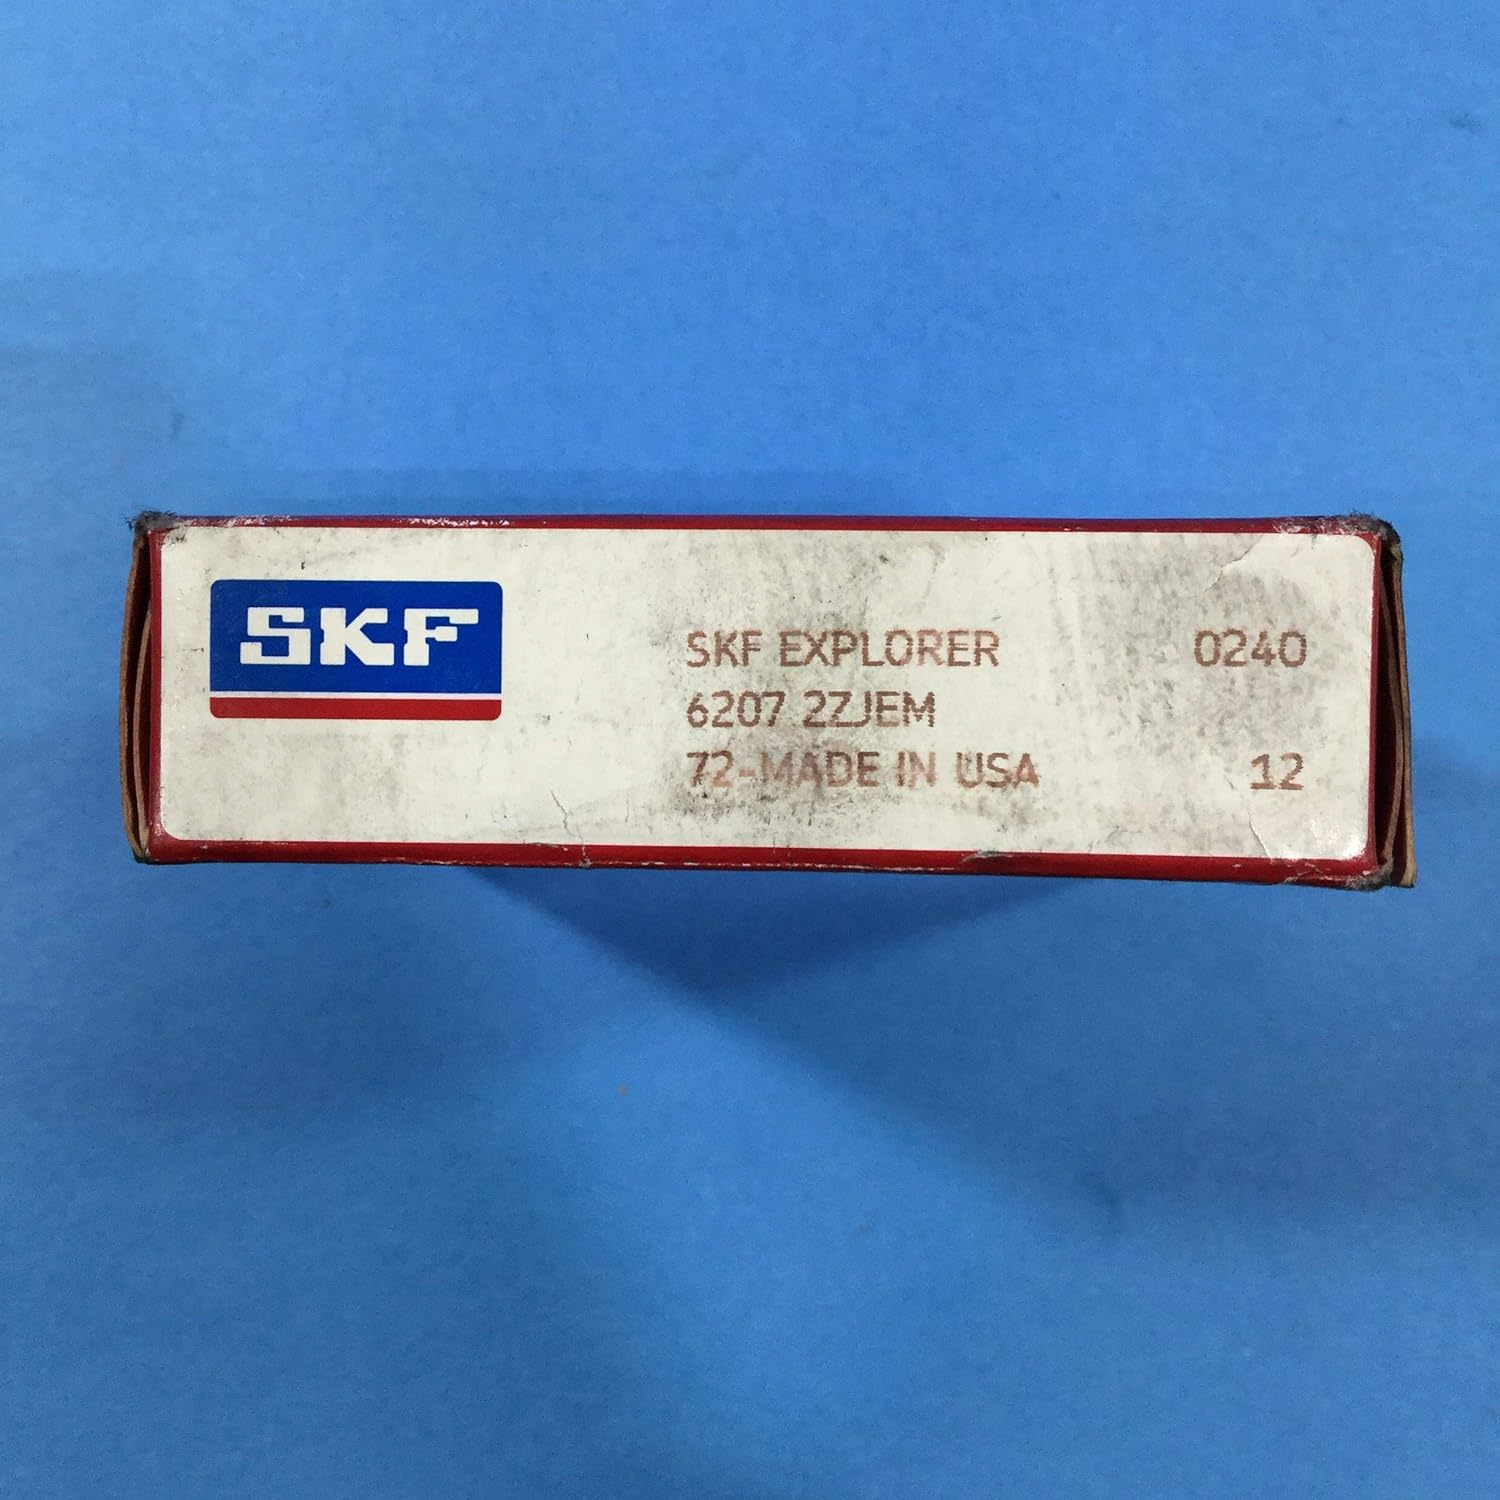 SKF
SKF EXPLORER 0240
6207 2ZJEM
72-MADE IN USA 12